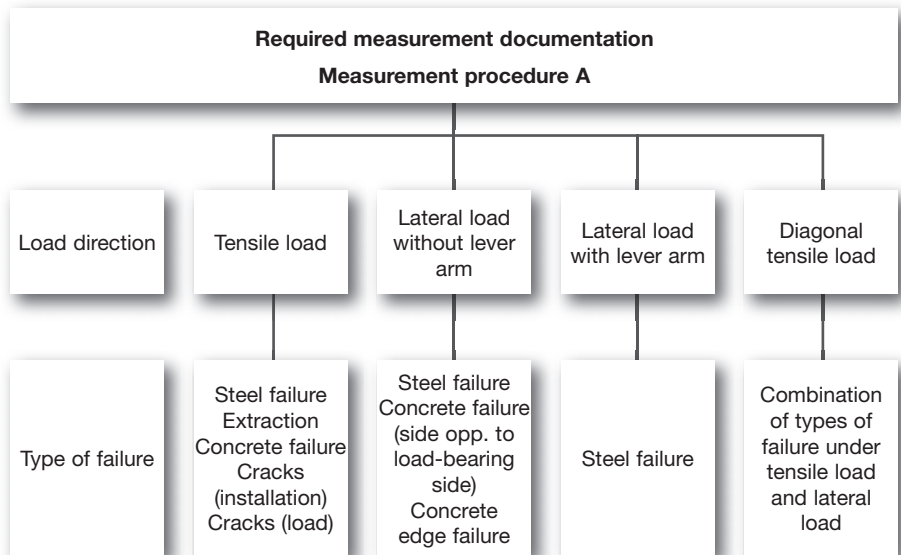 Required measurement documentation
Measurement procedure A
Load direction
Tensile load
Lateral load
without lever
arm
Lateral load
with lever arm
Diagonal
tensile load
Type of failure
Steel failure
Extraction
Concrete failure
Cracks
(installation)
Cracks (load)
Steel failure
Concrete failure
(side opp. to
load-bearing
side)
Concrete
edge failure
Steel failure
Combination
of types of
failure under
tensile load
and lateral
load